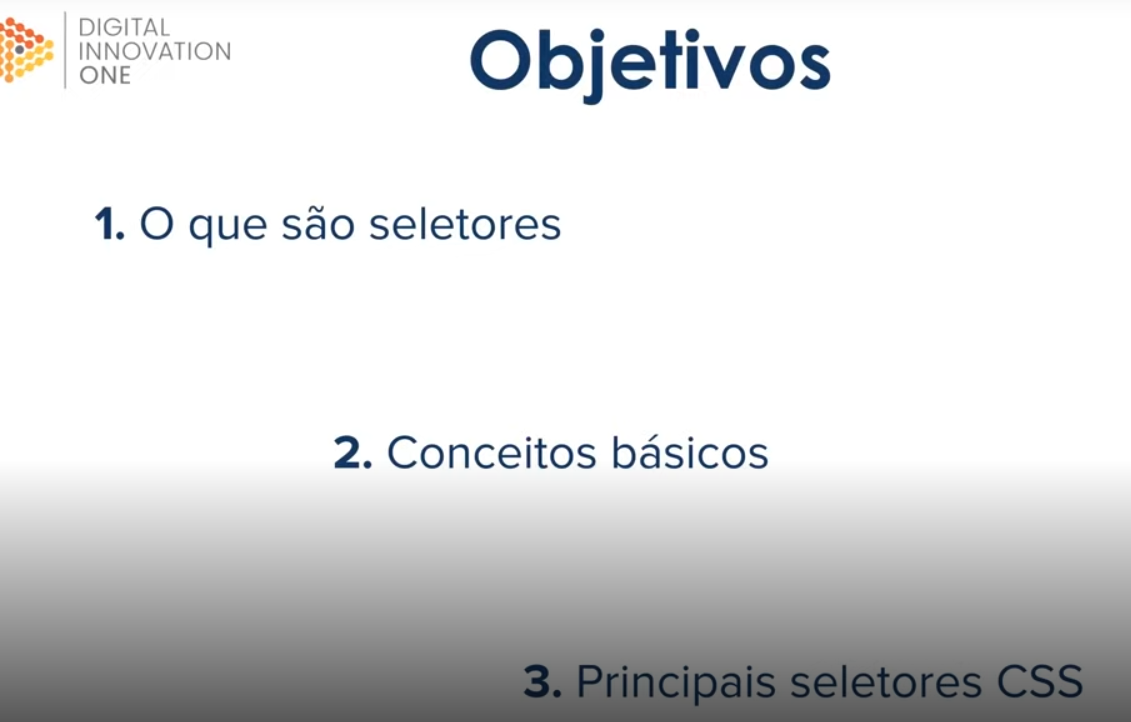 DIGITAL
INNOVATION
ONE
Objetivos
1. O que são seletores
2. Conceitos básicos
3. Principais seletores CSS